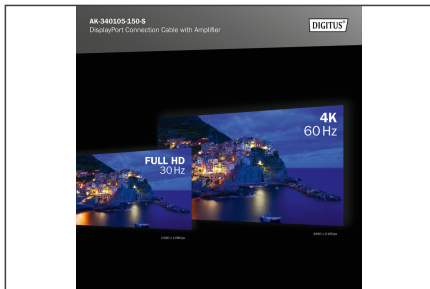 AK-340105-150-S
DisplayPort Connection Cable with Amplifier
DIGITUS®
4K
60 Hz
FULL HD
30 Hz